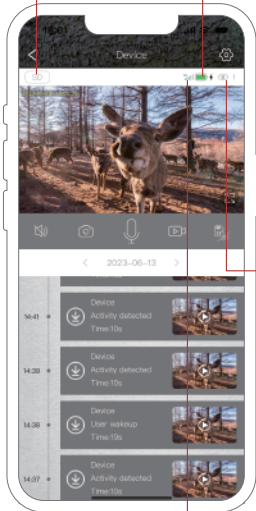 Device
SD
2023-06-13
14:41
Device
Activity detected
Time:10s
14:39
Device
Activity detected
Time:10s
14:38
Device
User wakeup
Time:19s
14:37
Device
Activity detected
Time:10s